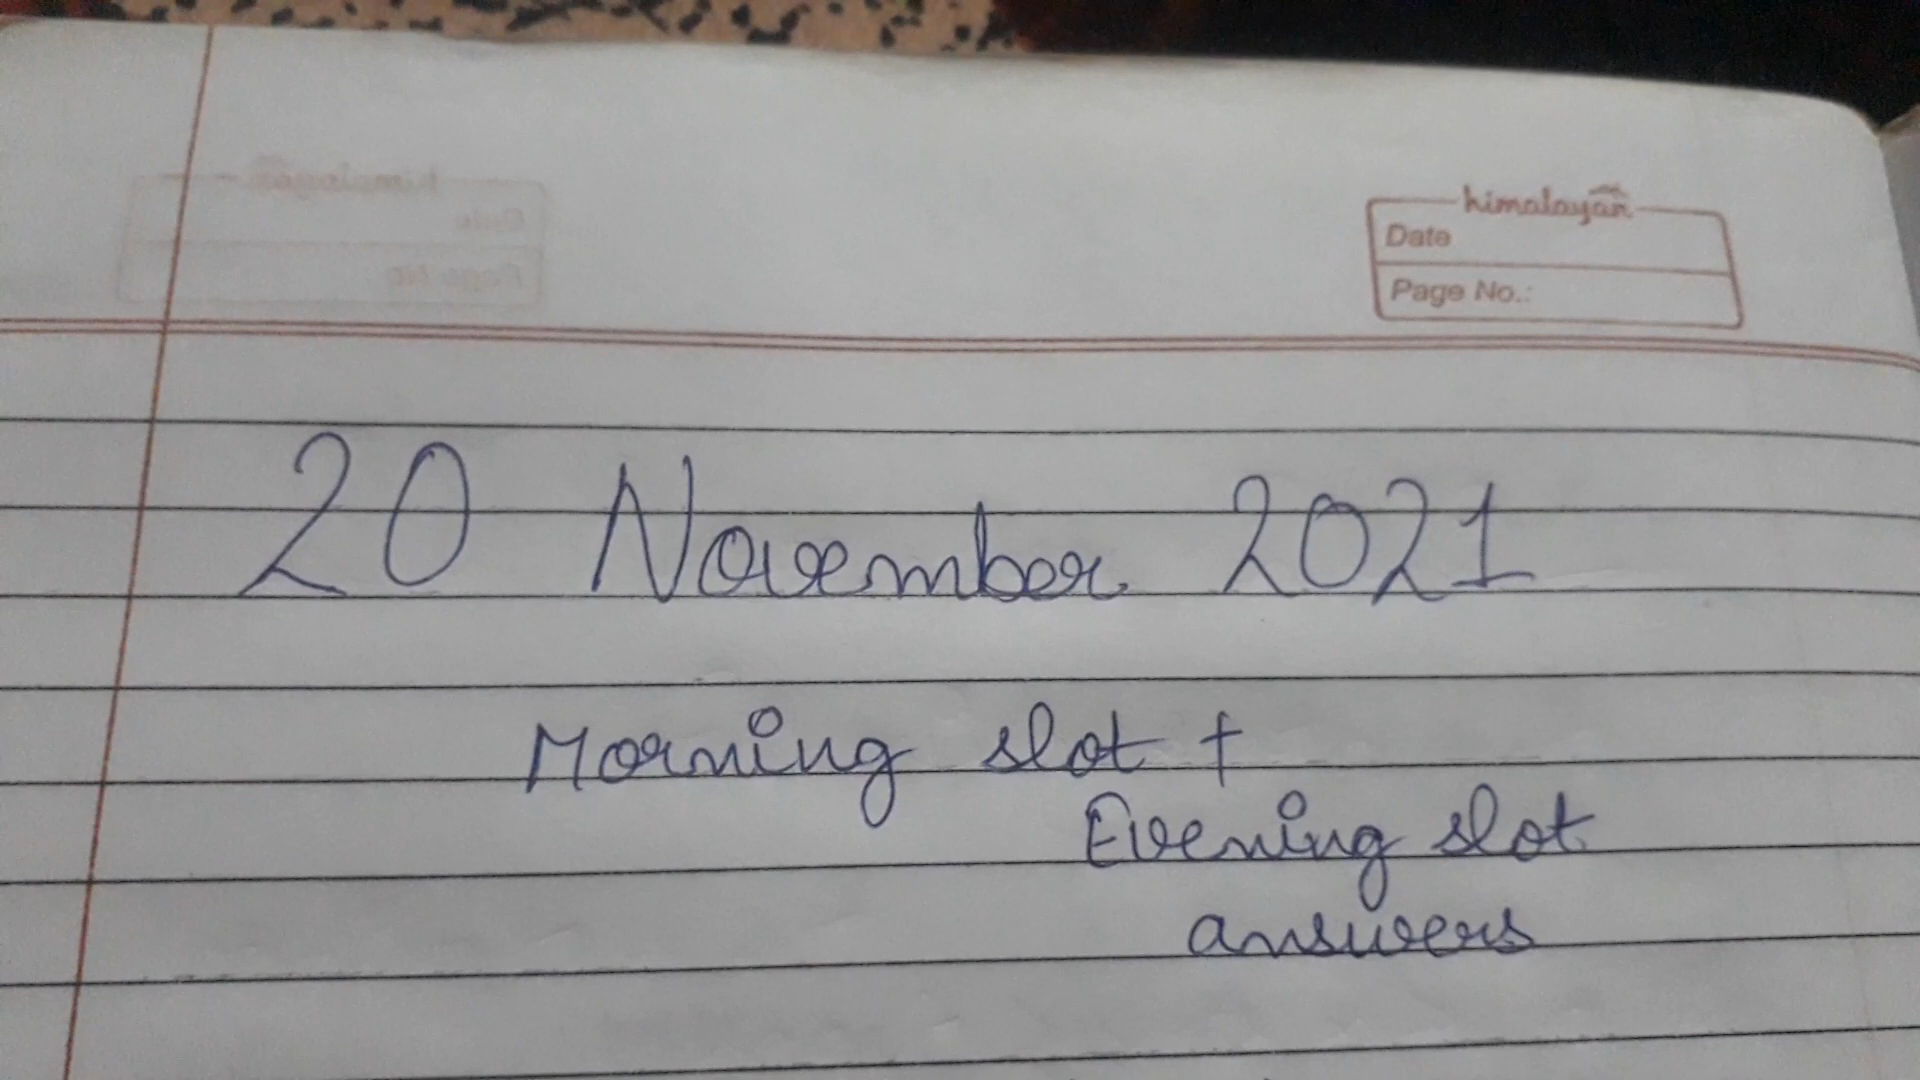 himalayan
Date
Page No.:
20 November 2021
Morning slot +
Evening slot
answers